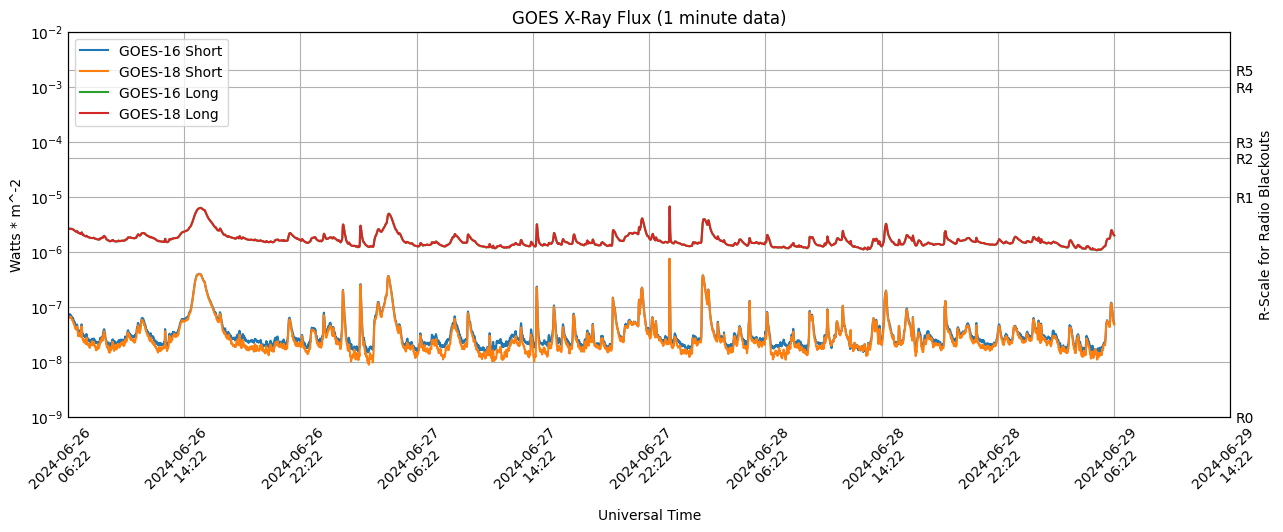 GOES X-Ray Flux (1 minute data)
GOES-16 Short
GOES-18 Short
GOES-16 Long
GOES-18 Long
10^-2
10^-3
10^-4
10^-5
10^-6
10^-7
10^-8
10^-9
Watts * m^-2
R5
R4
R3
R2
R1
R0
R-Scale for Radio Blackouts
2024-06-26
06:22
2024-06-26
14:22
2024-06-26
22:22
2024-06-27
06:22
2024-06-27
14:22
2024-06-27
22:22
2024-06-28
06:22
2024-06-28
14:22
2024-06-28
22:22
2024-06-29
06:22
2024-06-29
14:22
Universal Time